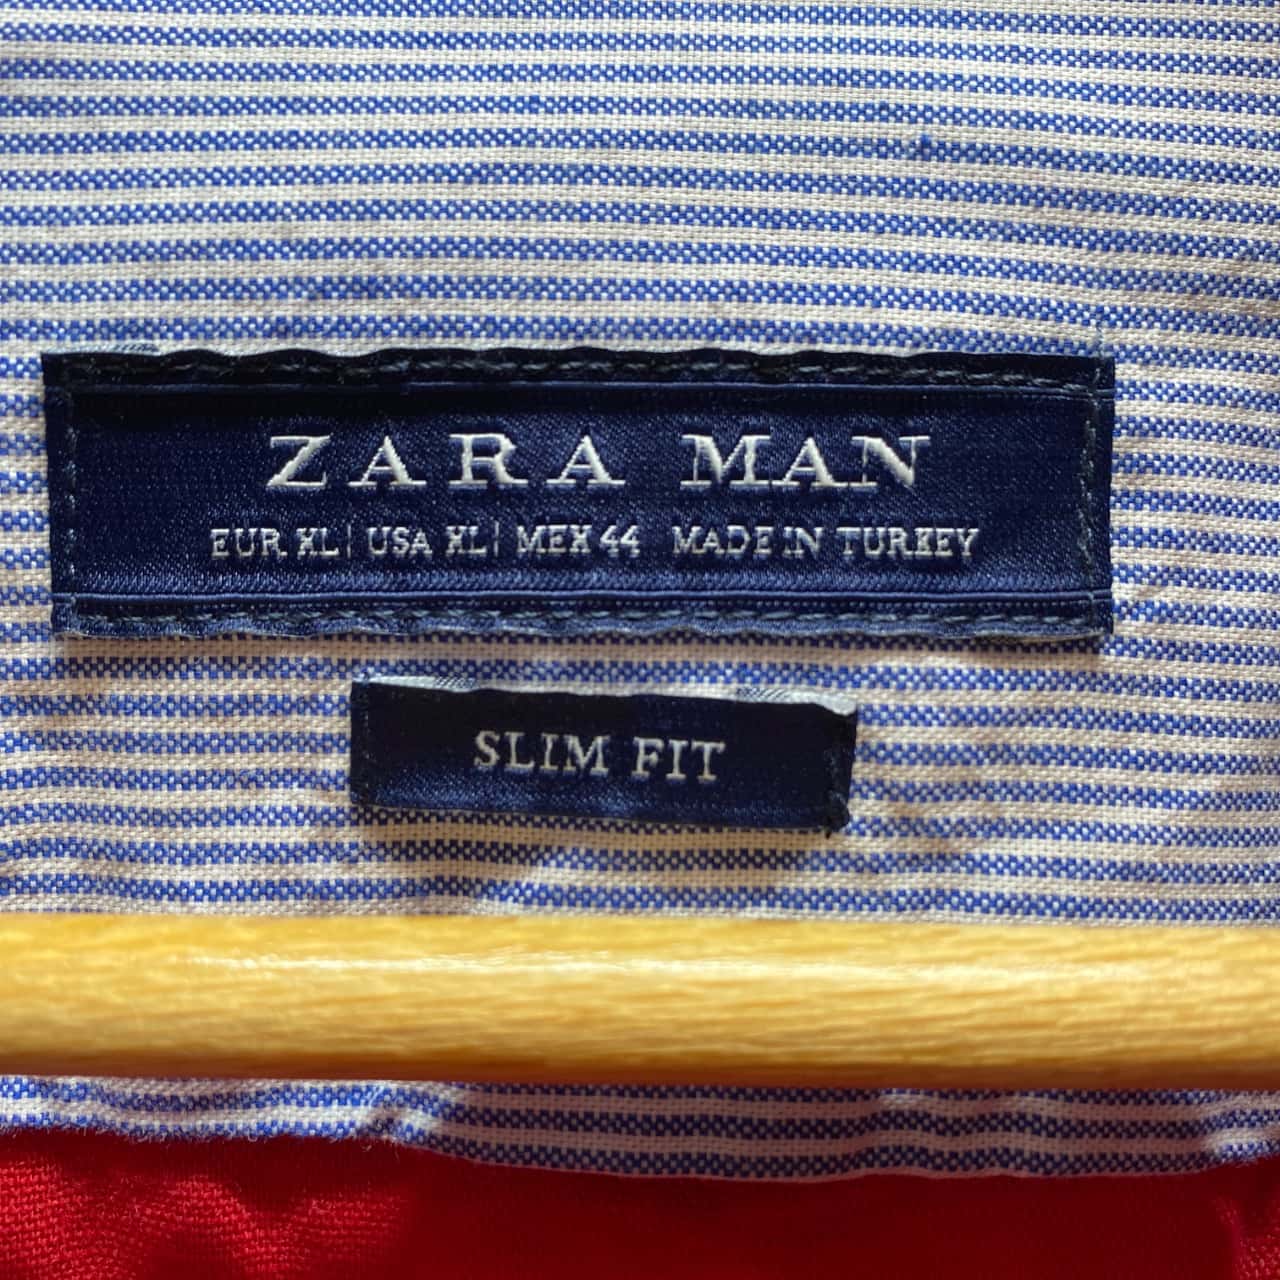 ZARA MAN
EUR XL | USA XL | MEX 44 MADE IN TURKEY
SLIM FIT